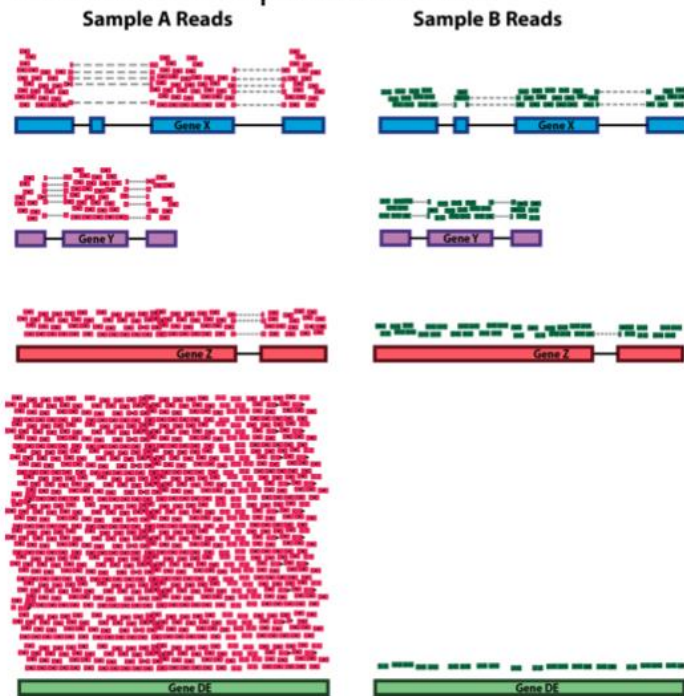 Sample A Reads Sample B Reads
Gene X Gene X
Gene Y Gene Y
Gene Z Gene Z
Gene DE Gene DE